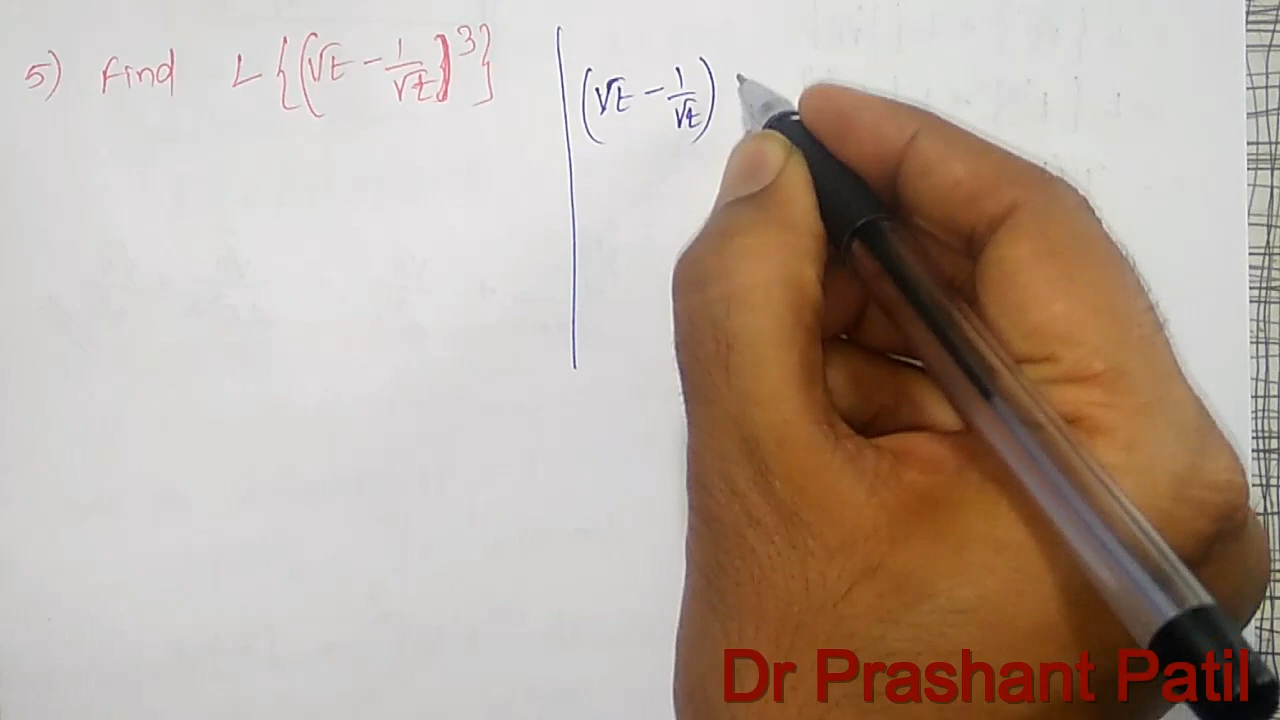 5) Find L{(√t - 1/√t)^3}
(√t - 1/√t)
Dr Prashant Patil